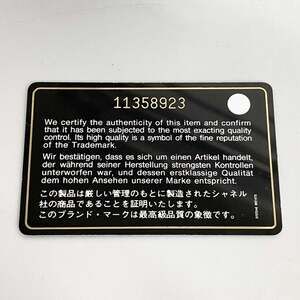 11358923
We certify the authenticity of this item and confirm
that it has been subjected to the most exacting quality
control. Its high quality is a symbol of the fine reputation
of the Trademark.
Wir bestätigen, dass es sich um einen Artikel handelt,
der während seiner Herstellung strengsten Kontrollen
unterworfen war, und dessen erstklassige Qualität
dem hohen Ansehen unserer Marke entspricht.
この製品は厳しい管理のもとに製造されたシャネル
社の商品であることを証明いたします。
このブランド・マークは最高級品質の象徴です。